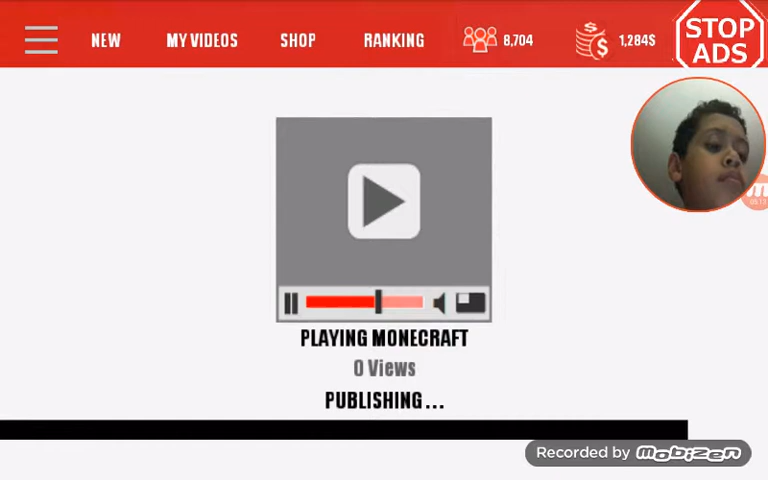 NEW
MY VIDEOS
SHOP
RANKING
8,704
1,284$
STOP
ADS
PLAYING MONECRAFT
0 Views
PUBLISHING...
Recorded by mobizen